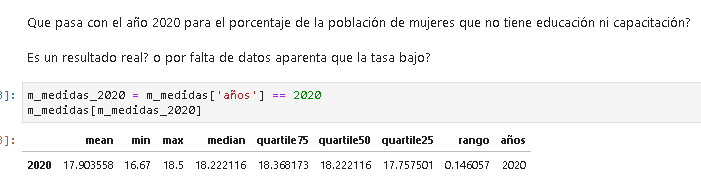 Que pasa con el año 2020 para el porcentaje de la población de mujeres que no tiene educación ni capacitación?
Es un resultado real? o por falta de datos aparenta que la tasa bajo?
]: m_medidas_2020 = m_medidas['años'] == 2020
m_medidas[m_medidas_2020]
]: mean min max median quartile75 quartile50 quartile25 rango años
2020 17.903558 16.67 18.5 18.222116 18.368173 18.222116 17.757501 0.146057 2020